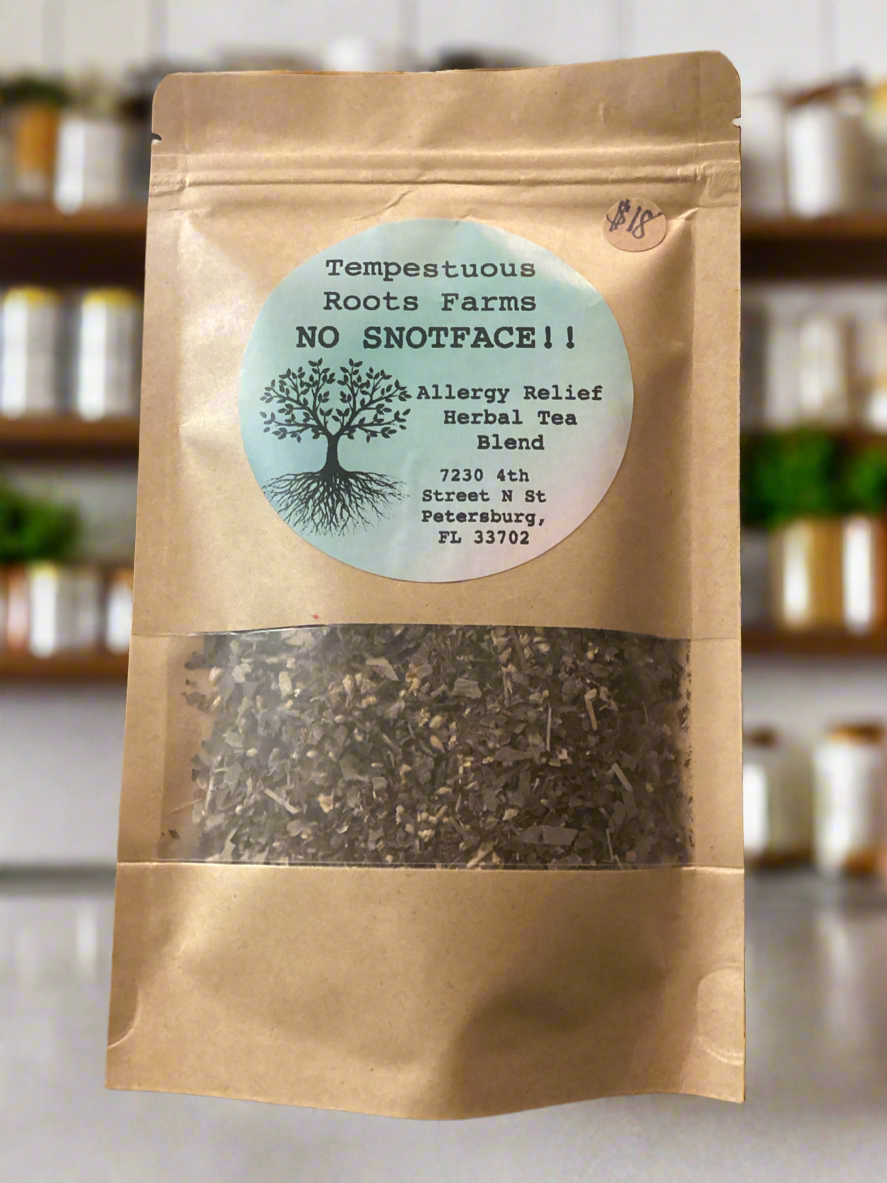 $18
Tempestuous
Roots Farms
NO SNOTFACE!!
Allergy Relief
Herbal Tea
Blend
7230 4th
Street N St
Petersburg,
FL 33702